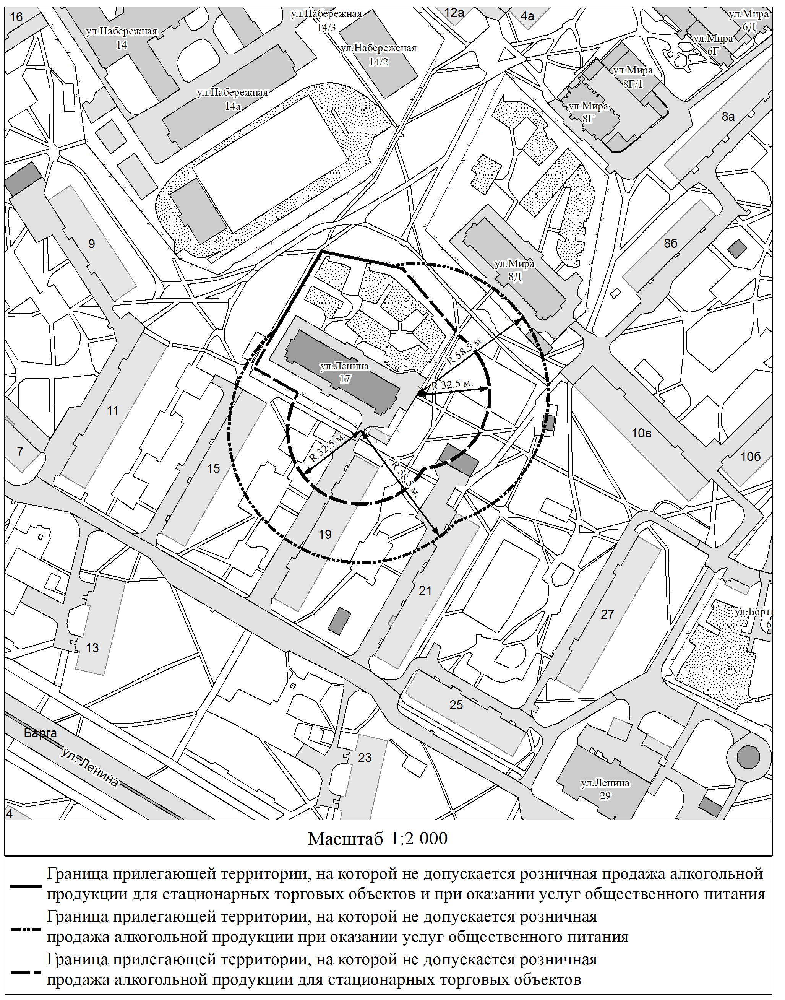 16
ул.Набережная
14
ул.Набережная
14/3
12а
4а
ул.Мира
6Д
ул.Мира
6Г
ул.Набереженая
14/2
ул.Мира
8Г/1
ул.Набережная
14а
ул.Мира
8Г
8а
9
8б
ул.Мира
8Д
ул.Ленина
17
R 58.5 м.
R 32.5 м.
11
10в
7
R 32.5 м.
R 58.5 м.
10б
15
19
21
27
ул.Борт
6
13
25
Барга
ул. Ленина
23
ул.Ленина
29
4
Масштаб 1:2 000
Граница прилегающей территории, на которой не допускается розничная продажа алкогольной
продукции для стационарных торговых объектов и при оказании услуг общественного питания
Граница прилегающей территории, на которой не допускается розничная
продажа алкогольной продукции при оказании услуг общественного питания
Граница прилегающей территории, на которой не допускается розничная
продажа алкогольной продукции для стационарных торговых объектов